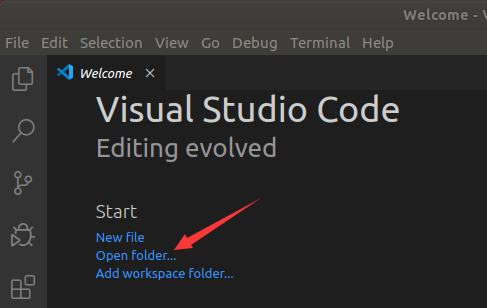 Welcome - V
File Edit Selection View Go Debug Terminal Help
Welcome ×
Visual Studio Code
Editing evolved
Start
New file
Open folder...
Add workspace folder...